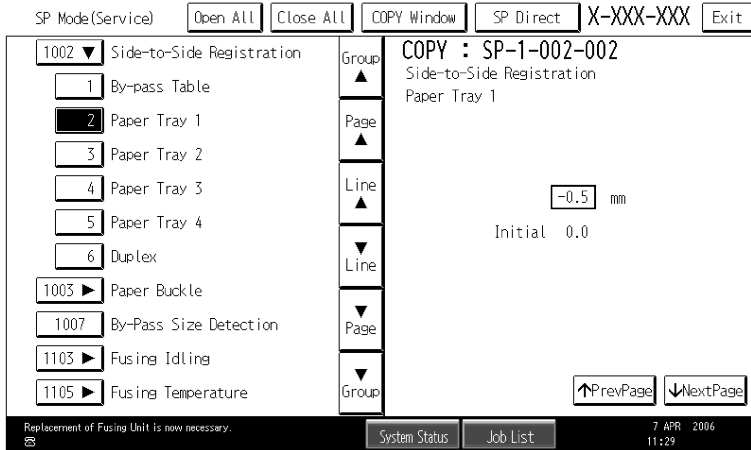 SP Mode(Service) Open All Close All COPY Window SP Direct X-XXX-XXX Exit
1002 ▼ Side-to-Side Registration
1 By-pass Table
2 Paper Tray 1
3 Paper Tray 2
4 Paper Tray 3
5 Paper Tray 4
6 Duplex
1003 ▶ Paper Buckle
1007 By-Pass Size Detection
1103 ▶ Fusing Idling
1105 ▶ Fusing Temperature
Group
▲
Page
▲
Line
▲
▼
Line
▼
Page
▼
Group
COPY : SP-1-002-002
Side-to-Side Registration
Paper Tray 1
-0.5 mm
Initial 0.0
↑PrevPage ↓NextPage
Replacement of Fusing Unit is now necessary.
System Status Job List
7 APR 2006
11:29